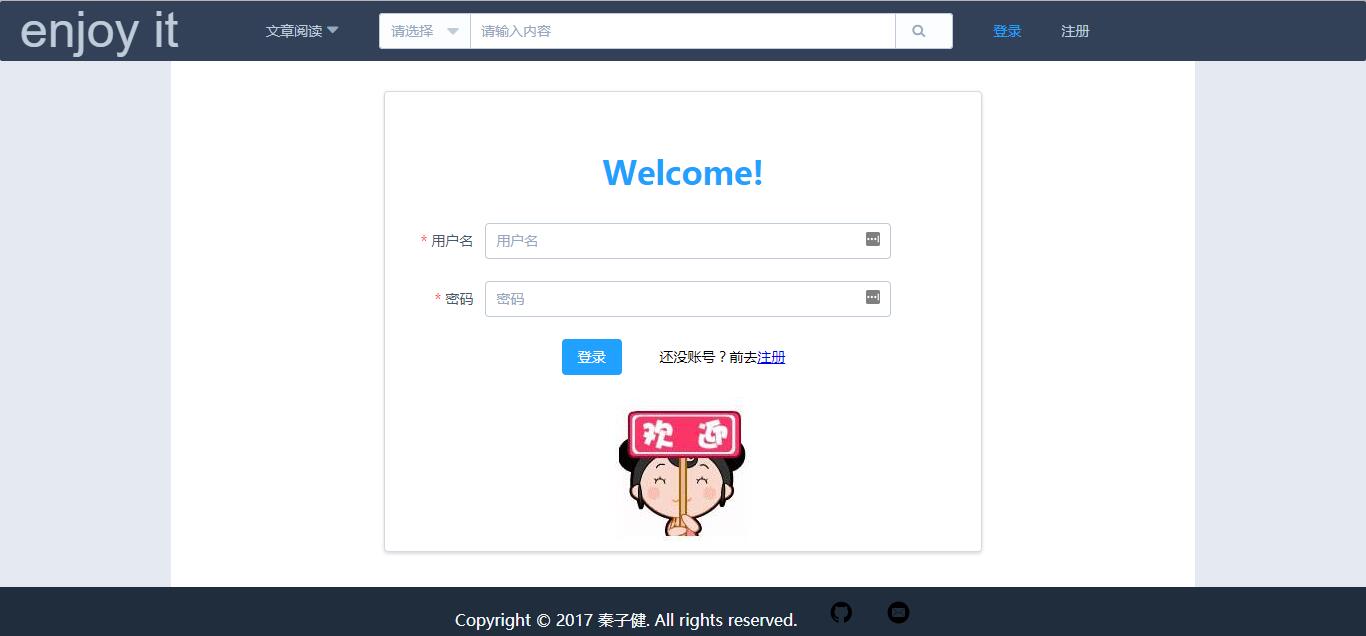 enjoy it 文章阅读 请选择 请输入内容 登录 注册
Welcome!
* 用户名 用户名
* 密码 密码
登录 还没账号？前去注册
欢 迎
Copyright © 2017 秦子健. All rights reserved.